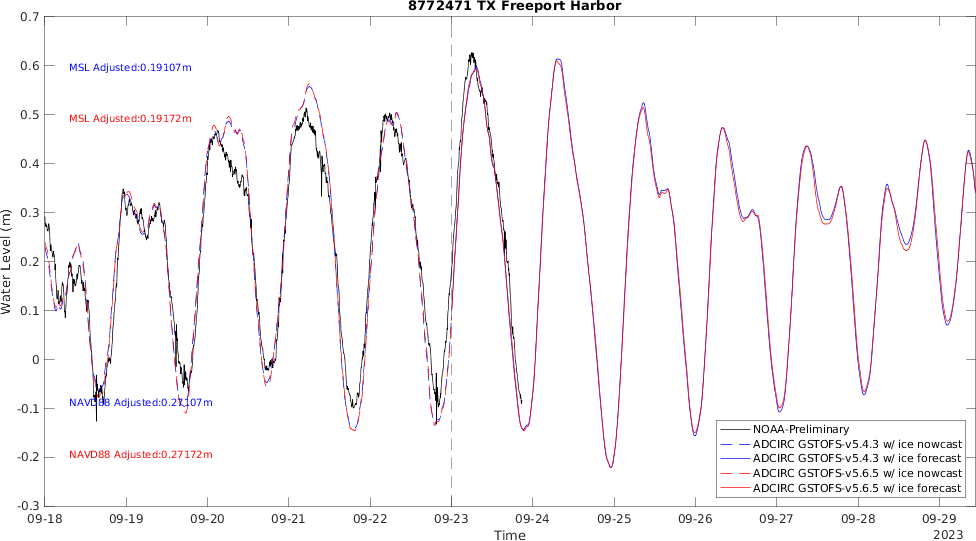 8772471 TX Freeport Harbor
0.7
0.6
0.5
0.4
0.3
0.2
0.1
0
-0.1
-0.2
-0.3
Water Level (m)
MSL Adjusted:0.19107m
MSL Adjusted:0.19172m
NAVD88 Adjusted:0.27107m
NAVD88 Adjusted:0.27172m
NOAA-Preliminary
ADCIRC GSTOFS-v5.4.3 w/ ice nowcast
ADCIRC GSTOFS-v5.4.3 w/ ice forecast
ADCIRC GSTOFS-v5.6.5 w/ ice nowcast
ADCIRC GSTOFS-v5.6.5 w/ ice forecast
09-18 09-19 09-20 09-21 09-22 09-23 09-24 09-25 09-26 09-27 09-28 09-29
Time
2023